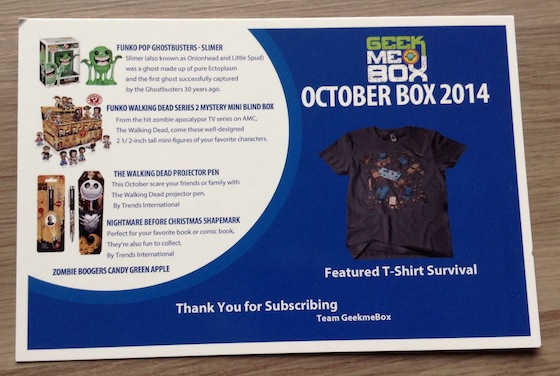 FUNKO POP GHOSTBUSTERS - SLIMER
Slimer (also known as Onionhead and Little Spud)
was a ghost made up of pure Ectoplasm
and the first ghost successfully captured
by the Ghostbusters 30 years ago.
FUNKO WALKING DEAD SERIES 2 MYSTERY MINI BLIND BOX
From the hit zombie apocalypse TV series on AMC,
The Walking Dead, come these well-designed
2 1/2-inch tall mini-figures of your favorite characters.
THE WALKING DEAD PROJECTOR PEN
This October scare your friends or family with
The Walking Dead projector pen.
By Trends International
NIGHTMARE BEFORE CHRISTMAS SHAPEMARK
Perfect for your favorite book or comic book,
They're also fun to collect.
By Trends International
ZOMBIE BOOGERS CANDY GREEN APPLE
GEEK
ME
BOX
OCTOBER BOX 2014
Featured T-Shirt Survival
Thank You for Subscribing
Team GeekmeBox